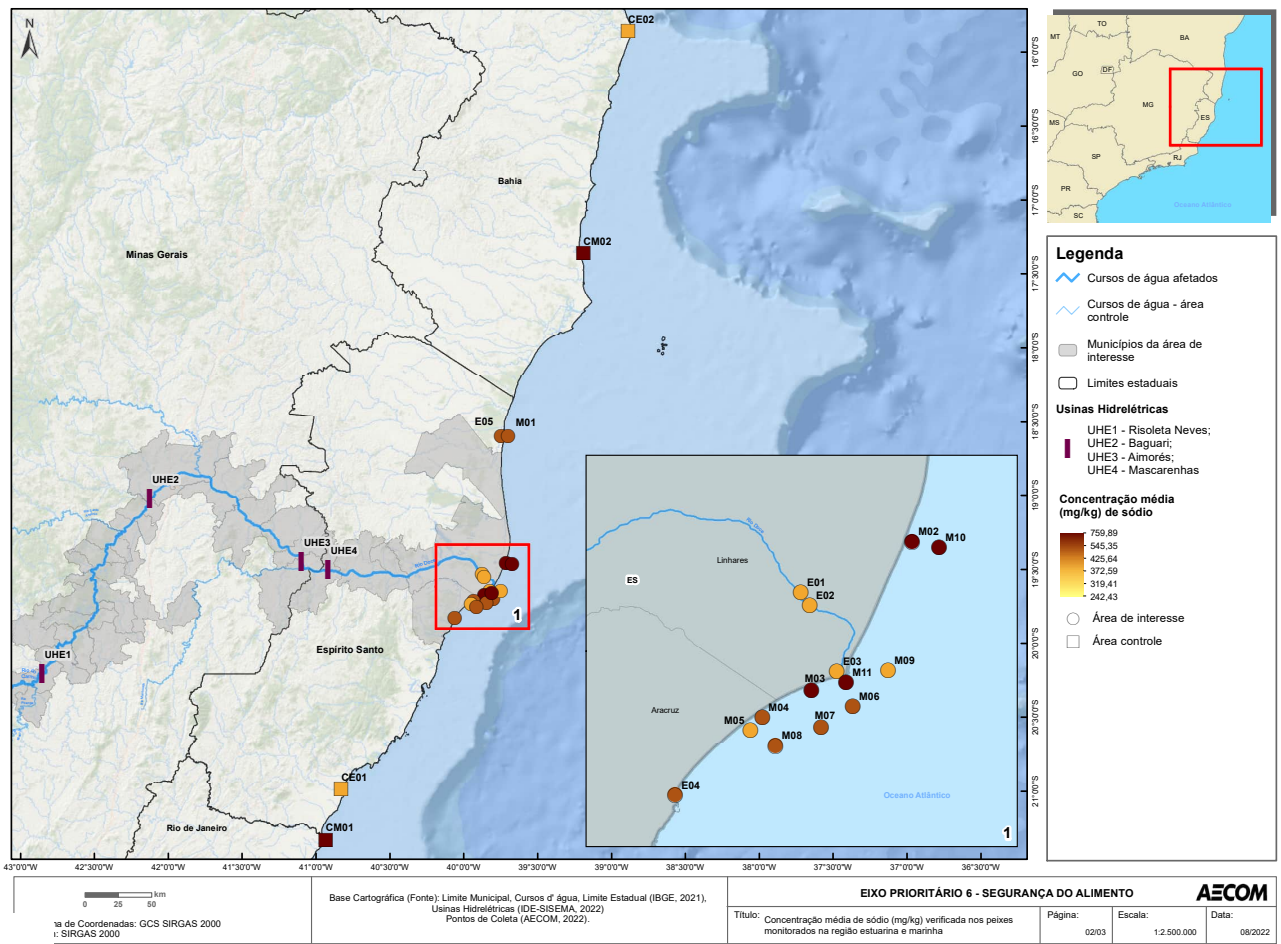 N
CE02
Bahia
CM02
Minas Gerais
E05 M01
UHE2
UHE3
UHE4
UHE1
1
Espírito Santo
CE01
Rio de Janeiro
CM01
M02
M10
Linhares
ES
E01
E02
E03
M09
M11
M03
M06
M04
M07
Aracruz
M05
M08
E04
Oceano Atlântico
1
Rio Doce
16°0'0"S
16°30'0"S
17°0'0"S
17°30'0"S
18°0'0"S
18°30'0"S
19°0'0"S
19°30'0"S
20°0'0"S
20°30'0"S
21°0'0"S
43°0'0"W 42°30'0"W 42°0'0"W 41°30'0"W 41°0'0"W 40°30'0"W 40°0'0"W 39°30'0"W 39°0'0"W 38°30'0"W 38°0'0"W 37°30'0"W 37°0'0"W 36°30'0"W
TO
MT
BA
GO
DF
MG
MS
ES
SP
RJ
PR
SC
Oceano Atlântico
Legenda
Cursos de água afetados
Cursos de água - área
controle
Municípios da área de
interesse
Limites estaduais
Usinas Hidrelétricas
UHE1 - Risoleta Neves;
UHE2 - Baguari;
UHE3 - Aimorés;
UHE4 - Mascarenhas
Concentração média
(mg/kg) de sódio
759,89
545,35
425,64
372,59
319,41
242,43
Área de interesse
Área controle
km
0 25 50
na de Coordenadas: GCS SIRGAS 2000
: SIRGAS 2000
Base Cartográfica (Fonte): Limite Municipal, Cursos d' água, Limite Estadual (IBGE, 2021),
Usinas Hidrelétricas (IDE-SISEMA, 2022)
Pontos de Coleta (AECOM, 2022).
EIXO PRIORITÁRIO 6 - SEGURANÇA DO ALIMENTO
AECOM
Título: Concentração média de sódio (mg/kg) verificada nos peixes
monitorados na região estuarina e marinha
Página:
02/03
Escala:
1:2.500.000
Data:
08/2022